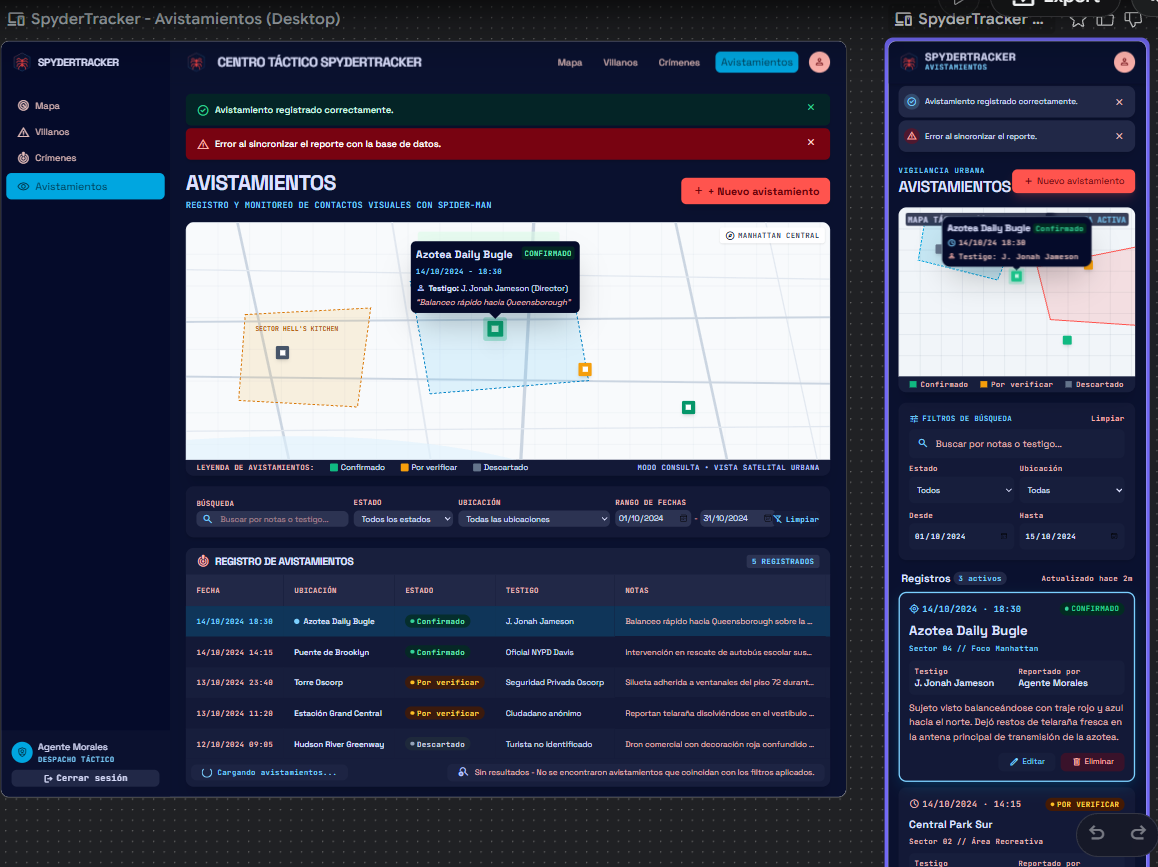 SpyderTracker - Avistamientos (Desktop)
SPYDERTRACKER
Mapa
Villanos
Crímenes
Avistamientos
Agente Morales
DESPACHO TÁCTICO
Cerrar sesión
CENTRO TÁCTICO SPYDERTRACKER
Mapa Villanos Crímenes Avistamientos
Avistamiento registrado correctamente.
Error al sincronizar el reporte con la base de datos.
AVISTAMIENTOS
REGISTRO Y MONITOREO DE CONTACTOS VISUALES CON SPIDER-MAN
+ + Nuevo avistamiento
MANHATTAN CENTRAL
Azotea Daily Bugle CONFIRMADO
14/10/2024 - 18:30
Testigo: J. Jonah Jameson (Director)
"Balanceo rápido hacia Queensborough"
SECTOR HELL'S KITCHEN
LEYENDA DE AVISTAMIENTOS: Confirmado Por verificar Descartado MODO CONSULTA • VISTA SATELITAL URBANA
BÚSQUEDA ESTADO UBICACIÓN RANGO DE FECHAS
Buscar por notas o testigo... Todos los estados Todas las ubicaciones 01/10/2024 - 31/10/2024 Limpiar
REGISTRO DE AVISTAMIENTOS 5 REGISTRADOS
FECHA UBICACIÓN ESTADO TESTIGO NOTAS
14/10/2024 18:30 Azotea Daily Bugle Confirmado J. Jonah Jameson Balanceo rápido hacia Queensborough sobre la ...
14/10/2024 14:15 Puente de Brooklyn Confirmado Oficial NYPD Davis Intervención en rescate de autobús escolar sus...
13/10/2024 23:40 Torre Oscorp Por verificar Seguridad Privada Oscorp Silueta adherida a ventanales del piso 72 durant...
13/10/2024 11:20 Estación Grand Central Por verificar Ciudadano anónimo Reportan telaraña disolviéndose en el vestíbulo ...
12/10/2024 09:05 Hudson River Greenway Descartado Turista no identificado Dron comercial con decoración roja confundido ...
Cargando avistamientos... Sin resultados - No se encontraron avistamientos que coincidan con los filtros aplicados.
Export
SpyderTracker ...
SPYDERTRACKER
AVISTAMIENTOS
Avistamiento registrado correctamente.
Error al sincronizar el reporte.
VIGILANCIA URBANA
AVISTAMIENTOS
+ Nuevo avistamiento
MAPA TÁ
ACTIVA
Azotea Daily Bugle Confirmado
14/10/24 18:30
Testigo: J. Jonah Jameson
Confirmado Por verificar Descartado
FILTROS DE BÚSQUEDA Limpiar
Buscar por notas o testigo...
Estado Ubicación
Todos Todas
Desde Hasta
01/10/2024 15/10/2024
Registros 3 activos Actualizado hace 2m
14/10/2024 · 18:30 CONFIRMADO
Azotea Daily Bugle
Sector 04 // Foco Manhattan
Testigo Reportado por
J. Jonah Jameson Agente Morales
Sujeto visto balanceándose con traje rojo y azul
hacia el norte. Dejó restos de telaraña fresca en
la antena principal de transmisión de la azotea.
Editar Eliminar
14/10/2024 · 14:15 POR VERIFICAR
Central Park Sur
Sector 02 // Área Recreativa
Testigo Reportado por